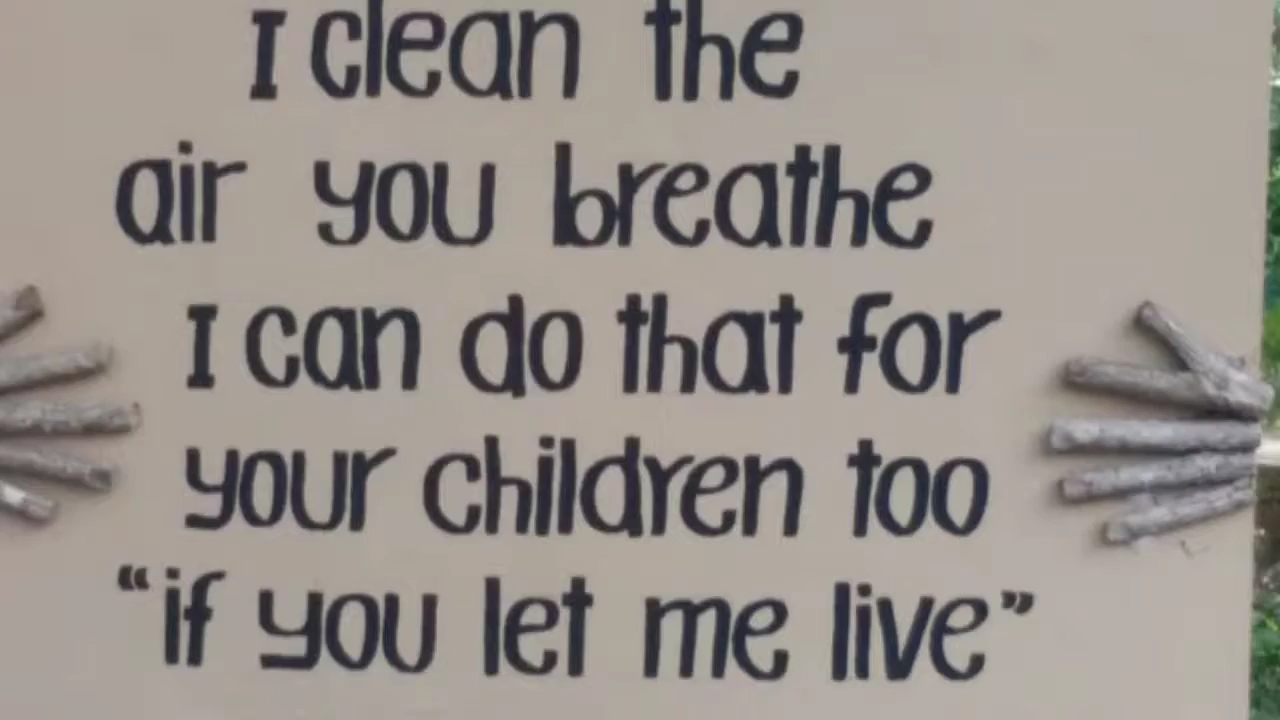 I clean the
air you breathe
I can do that for
your children too
“if you let me live”